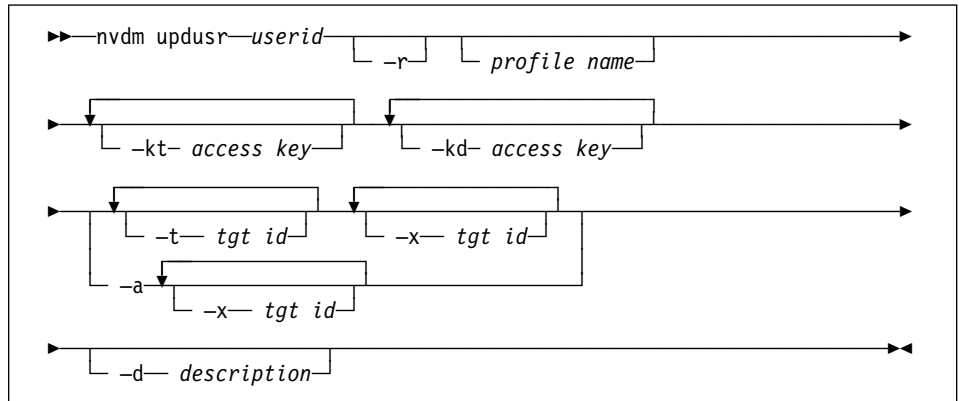 nvdm updusr userid
–r profile name
–kt access key –kd access key
–t tgt id –x tgt id
–a
–x tgt id
–d description